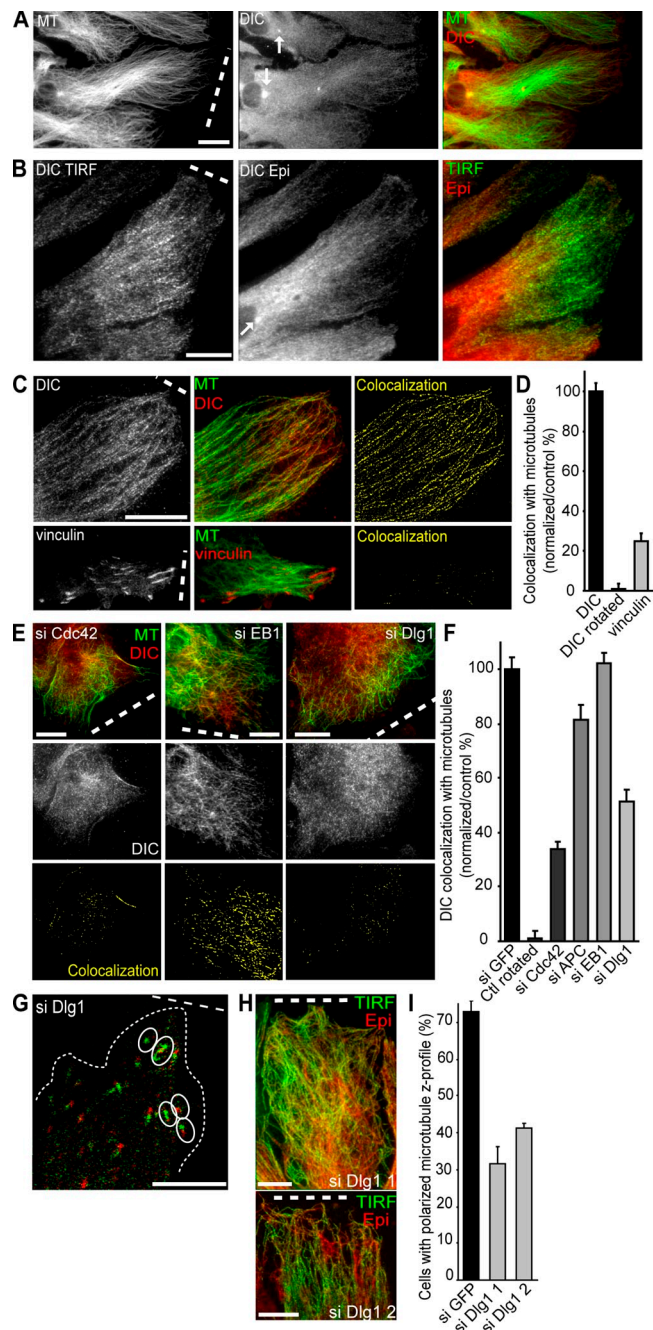 A
MT
DIC
MT
DIC
B
DIC TIRF
DIC Epi
TIRF
Epi
C
DIC
MT
DIC
Colocalization
vinculin
MT
vinculin
Colocalization
D
Colocalization with microtubules
(normalized/control %)
100
80
60
40
20
0
DIC
DIC rotated
vinculin
E
si Cdc42
MT
DIC
si EB1
si Dlg1
DIC
Colocalization
F
DIC colocalization with microtubules
(normalized/control %)
100
80
60
40
20
0
si GFP
Ctl rotated
si Cdc42
si APC
si EB1
si Dlg1
G
si Dlg1
H
TIRF
Epi
si Dlg1 1
TIRF
Epi
si Dlg1 2
I
Cells with polarized microtubule z-profile (%)
70
60
50
40
30
20
10
0
si GFP
si Dlg1 1
si Dlg1 2